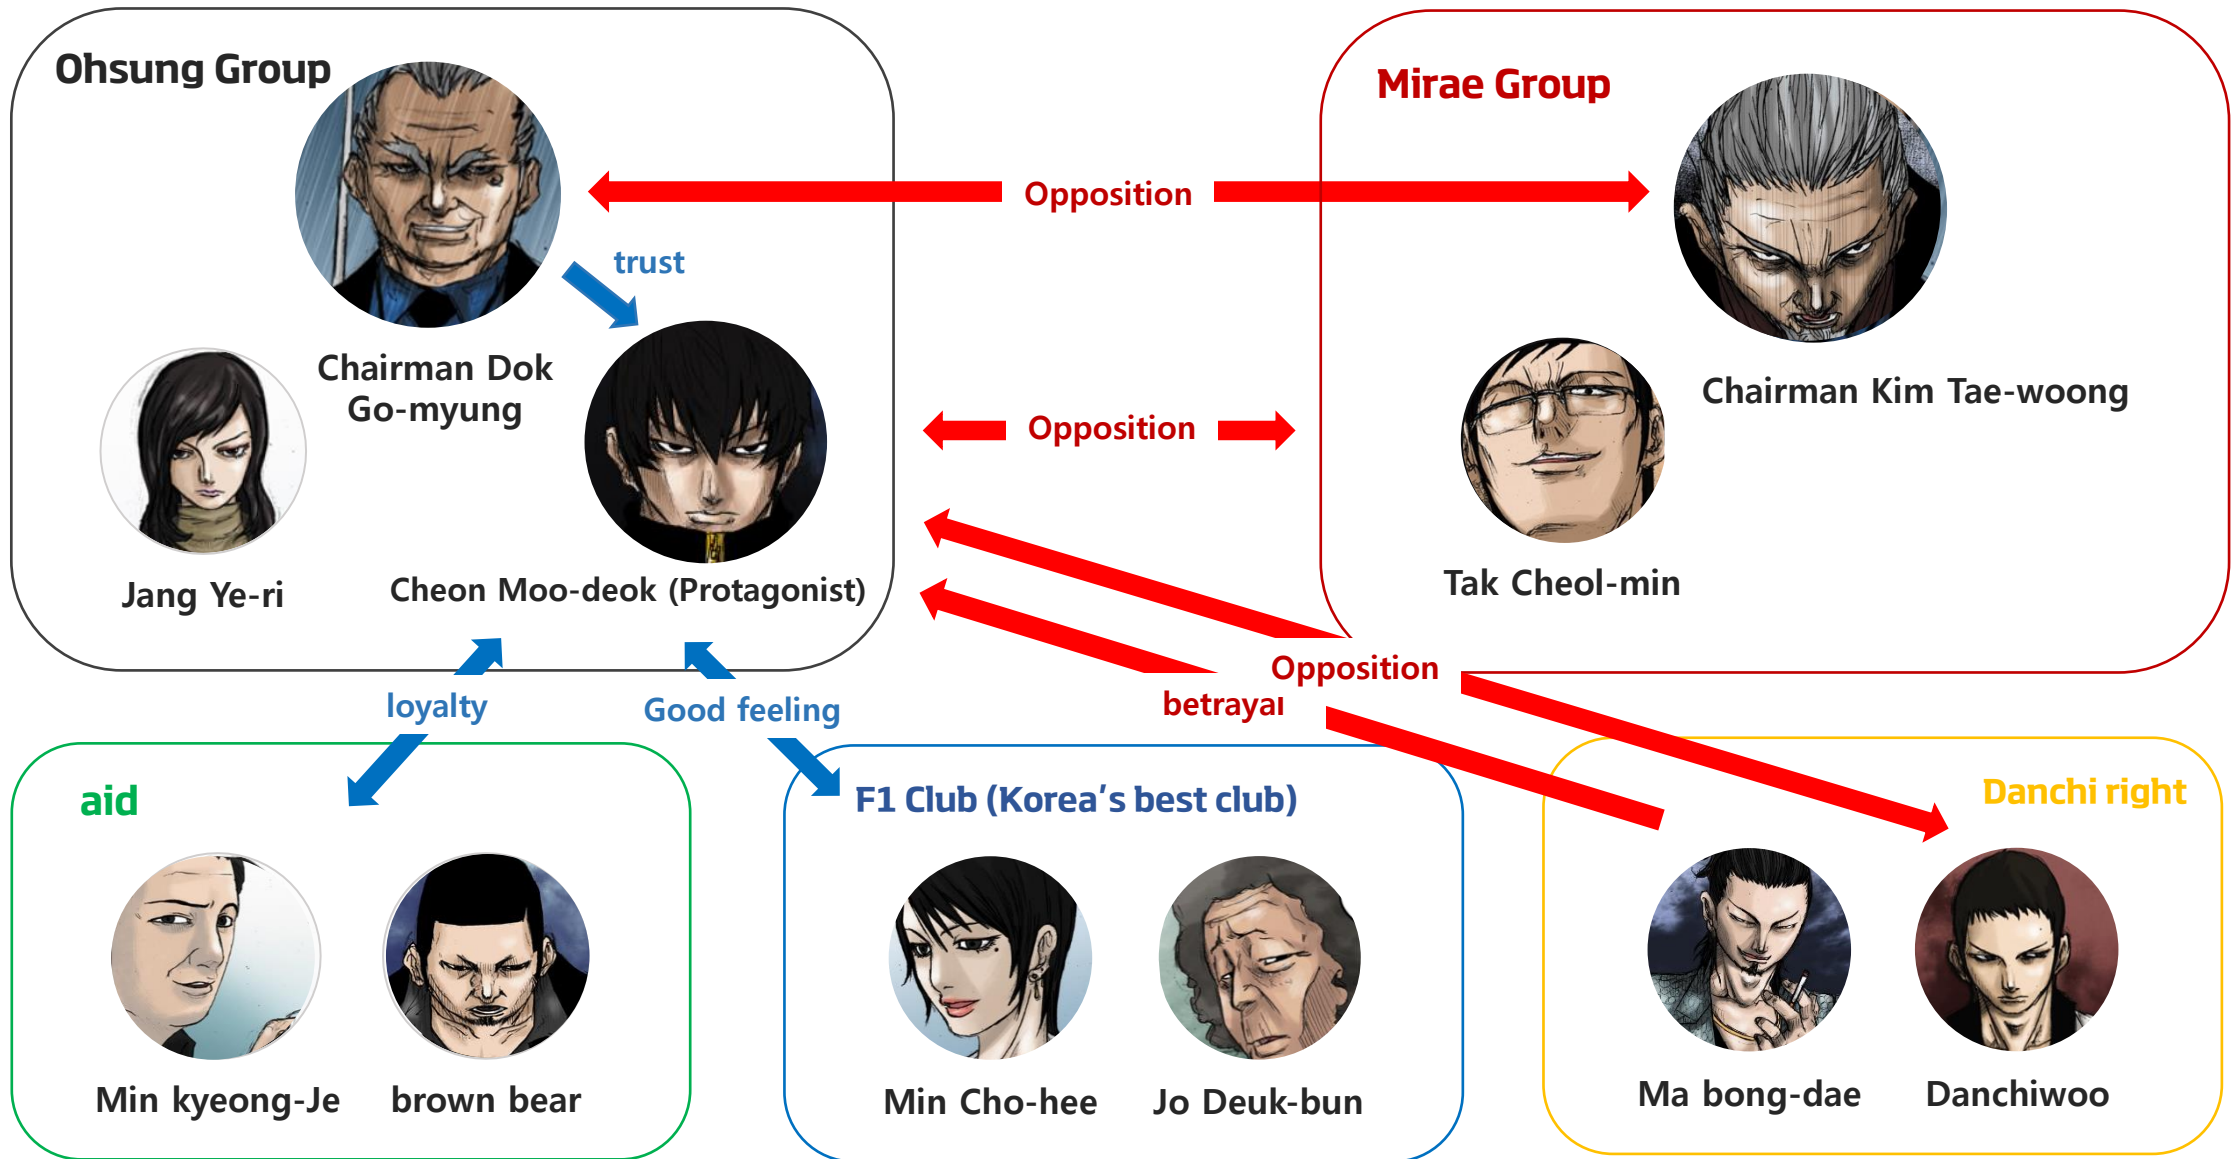 Ohsung Group
Mirae Group
Opposition
trust
Chairman Dok
Go-myung
Chairman Kim Tae-woong
Opposition
Jang Ye-ri
Cheon Moo-deok (Protagonist)
Tak Cheol-min
Opposition
loyalty
Good feeling
betrayal
aid
F1 Club (Korea's best club)
Danchi right
Min kyeong-Je
brown bear
Min Cho-hee
Jo Deuk-bun
Ma bong-dae
Danchiwoo